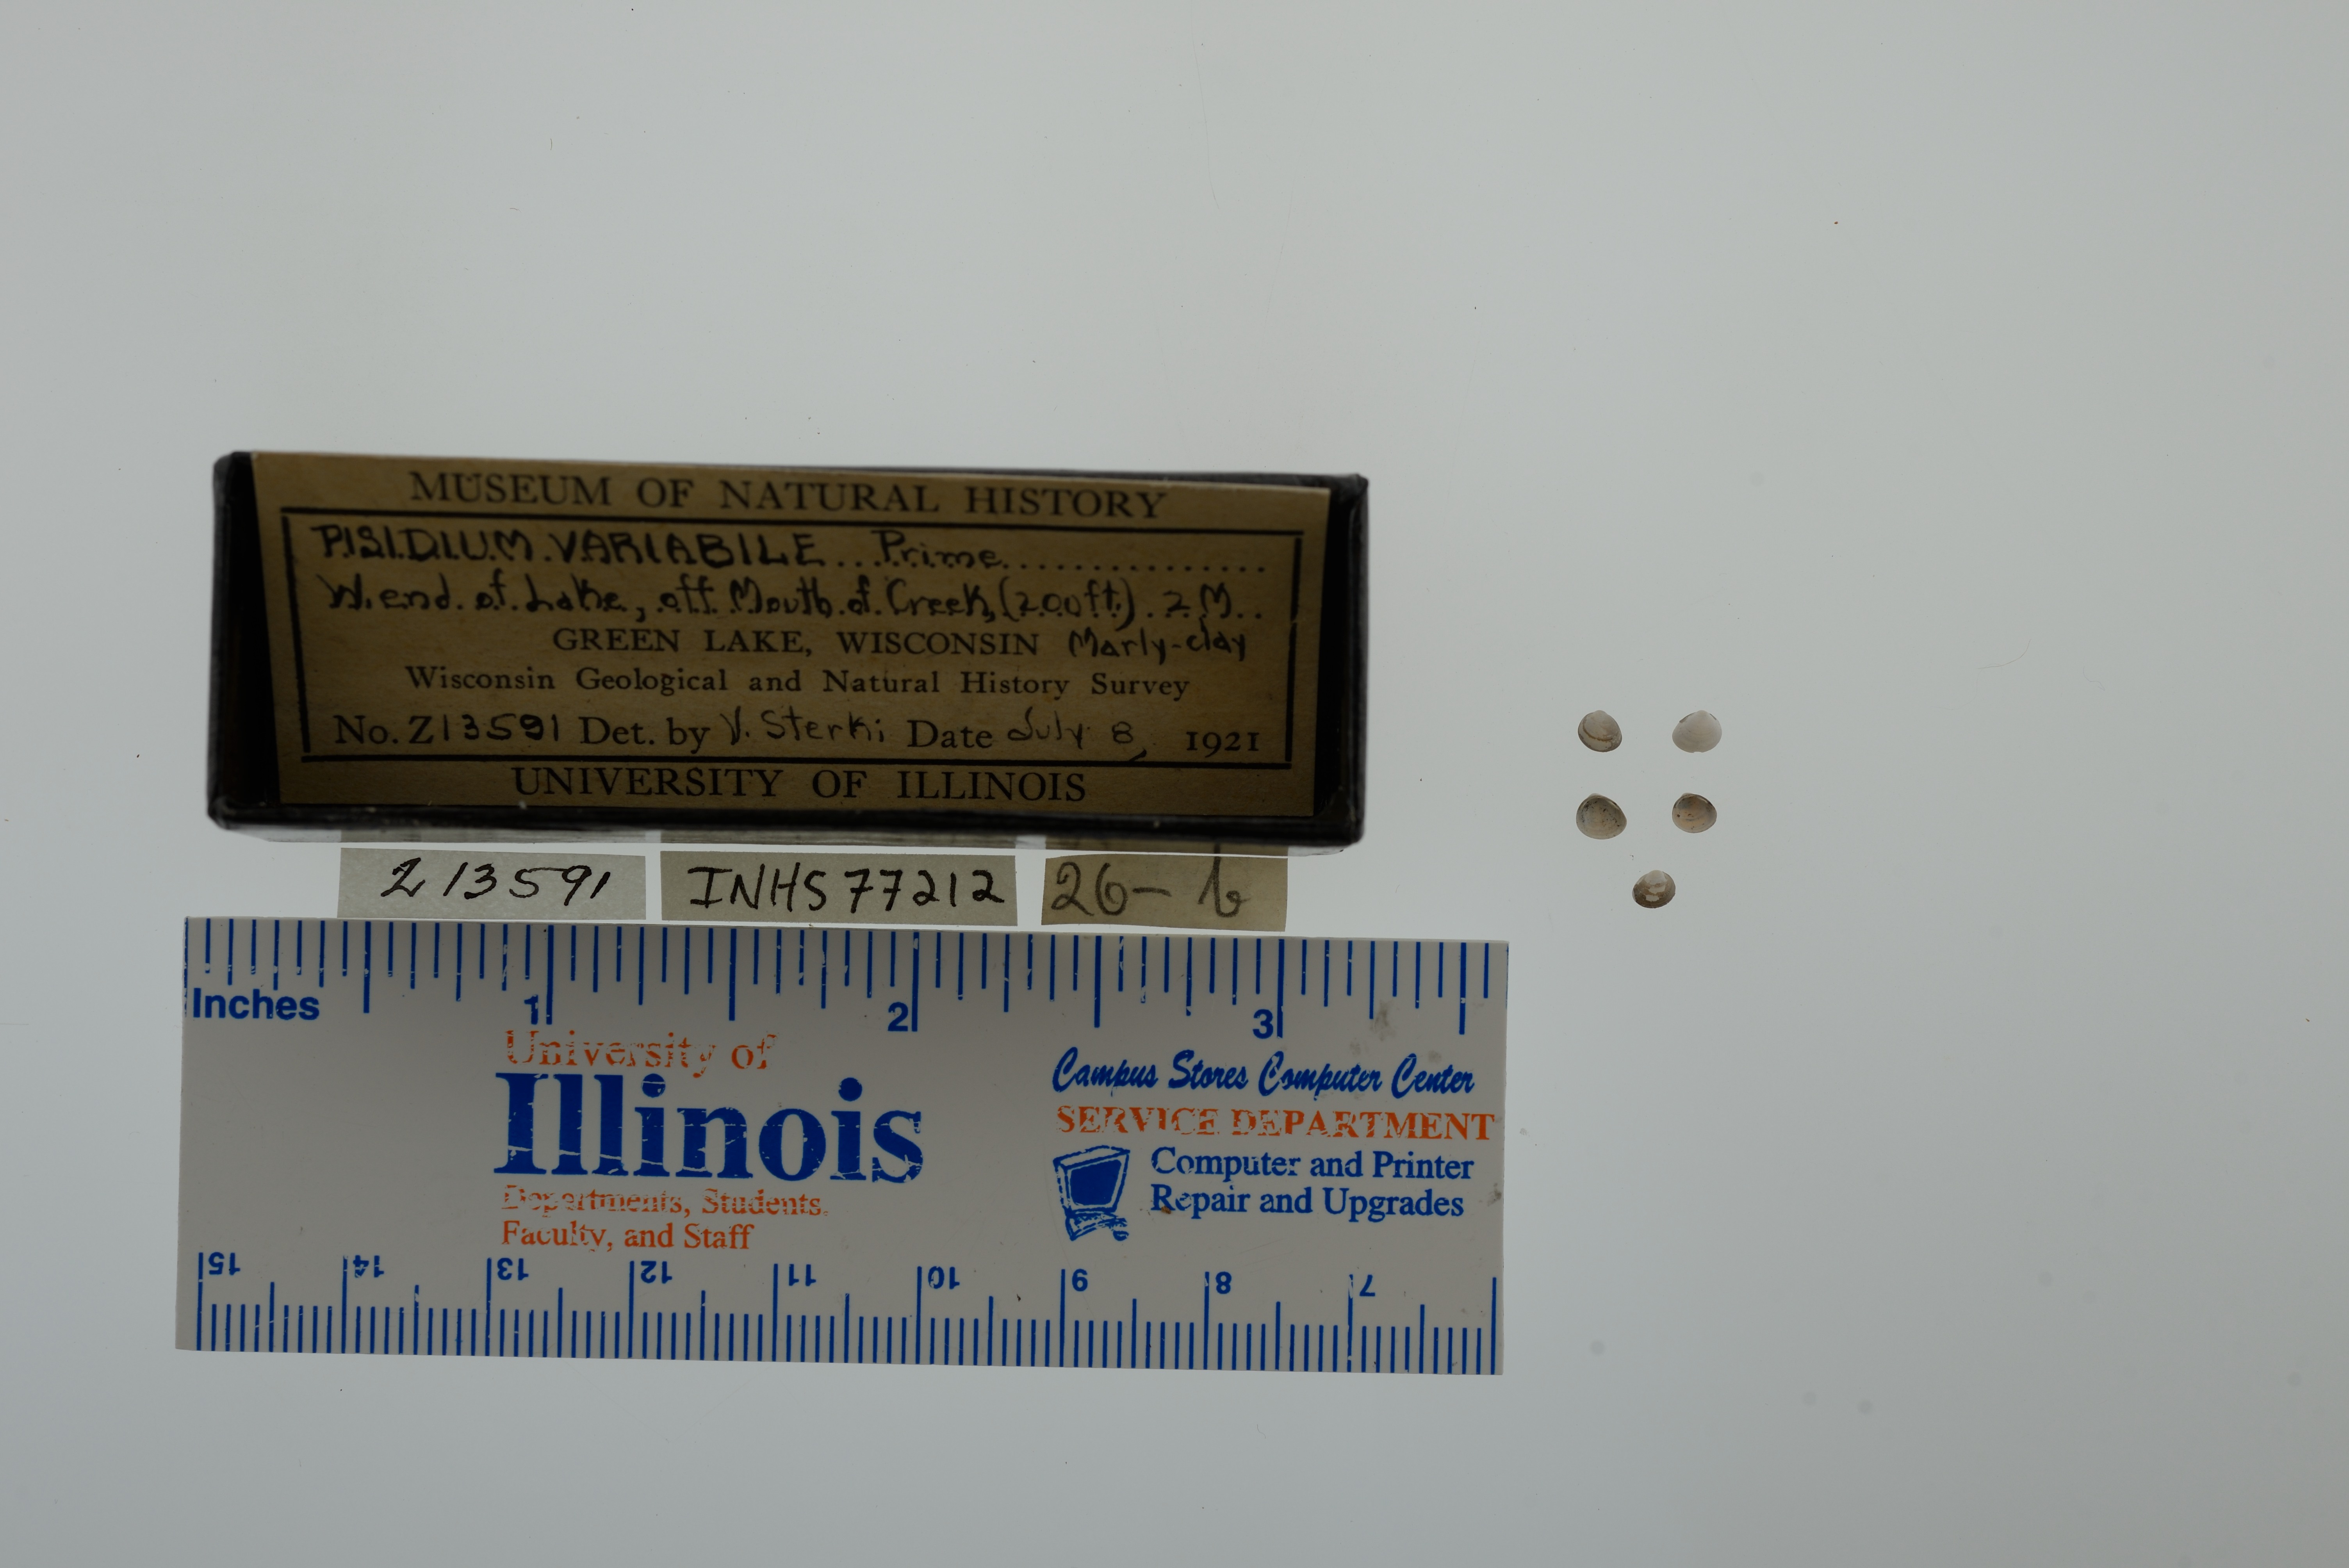 MUSEUM OF NATURAL HISTORY
PISIDIUM VARIABILE...Prime...............
W. end. of. Lake, off. Mouth. of. Creek, (200ft.). 2 M..
GREEN LAKE, WISCONSIN Marly-clay
Wisconsin Geological and Natural History Survey
No. Z13591 Det. by V. Sterki Date July 8, 1921
UNIVERSITY OF ILLINOIS
Z13591 INHS77212 26-b
Inches 1 2 3
University of
Illinois
Departments, Students,
Faculty, and Staff
Campus Stores Computer Center
SERVICE DEPARTMENT
Computer and Printer
Repair and Upgrades
15 14 13 12 11 10 9 8 7